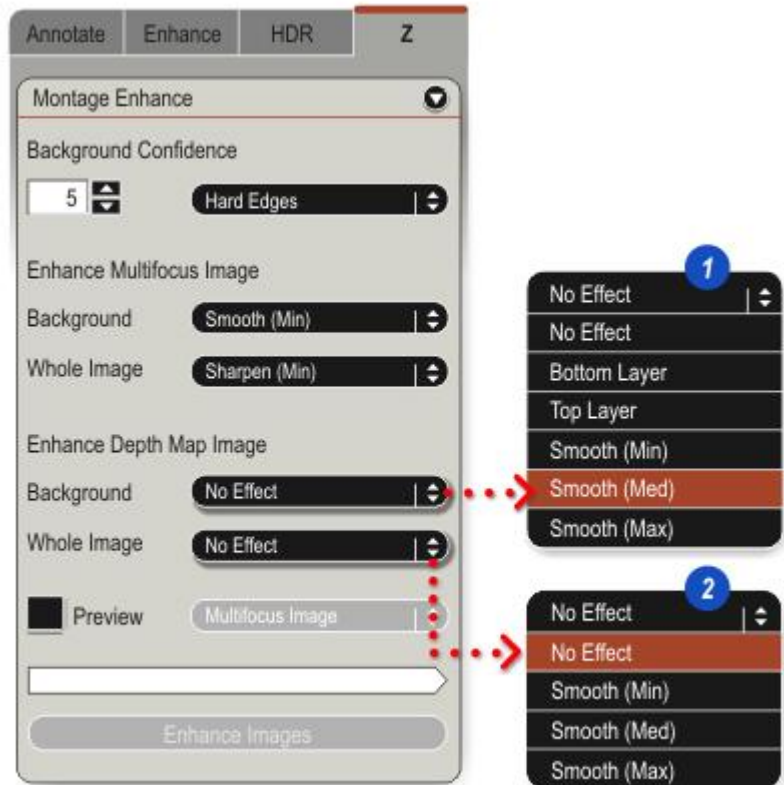 Annotate Enhance HDR Z
Montage Enhance
Background Confidence
5 Hard Edges
Enhance Multifocus Image
Background Smooth (Min)
Whole Image Sharpen (Min)
Enhance Depth Map Image
Background No Effect
Whole Image No Effect
Preview Multifocus Image
Enhance Images
1
No Effect
No Effect
Bottom Layer
Top Layer
Smooth (Min)
Smooth (Med)
Smooth (Max)
2
No Effect
No Effect
Smooth (Min)
Smooth (Med)
Smooth (Max)